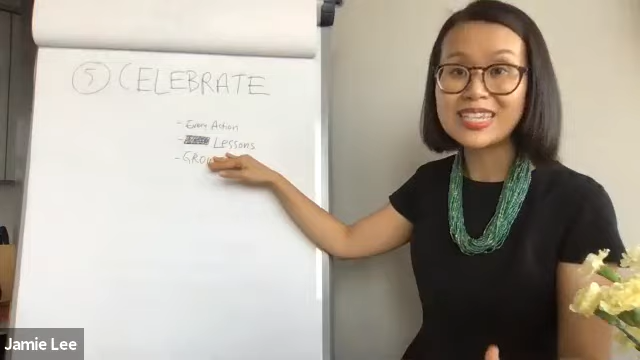 5 CELEBRATE
- Every Action
- Lessons
- GRO
Jamie Lee